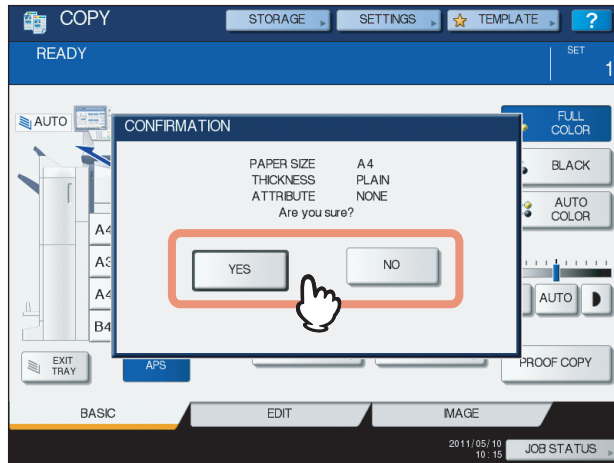 COPY
STORAGE
SETTINGS
TEMPLATE
?
READY
SET
1
AUTO
CONFIRMATION
PAPER SIZE A4
THICKNESS PLAIN
ATTRIBUTE NONE
Are you sure?
YES
NO
FULL
COLOR
BLACK
AUTO
COLOR
A4
A3
A4
B4
AUTO
EXIT
TRAY
APS
PROOF COPY
BASIC
EDIT
IMAGE
2011/05/10
10:15
JOB STATUS